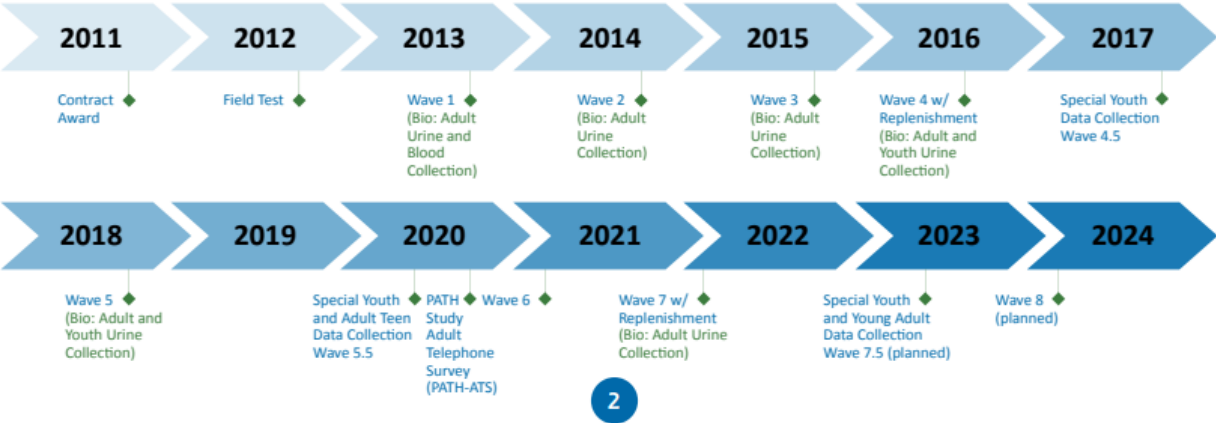 2011
2012
2013
2014
2015
2016
2017
Contract
Award
Field Test
Wave 1
(Bio: Adult
Urine and
Blood
Collection)
Wave 2
(Bio: Adult
Urine
Collection)
Wave 3
(Bio: Adult
Urine
Collection)
Wave 4 w/
Replenishment
(Bio: Adult and
Youth Urine
Collection)
Special Youth
Data Collection
Wave 4.5
2018
2019
2020
2021
2022
2023
2024
Wave 5
(Bio: Adult and
Youth Urine
Collection)
Special Youth
and Adult Teen
Data Collection
Wave 5.5
PATH
Study
Adult
Telephone
Survey
(PATH-ATS)
Wave 6
Wave 7 w/
Replenishment
(Bio: Adult Urine
Collection)
Special Youth
and Young Adult
Data Collection
Wave 7.5 (planned)
Wave 8
(planned)
2